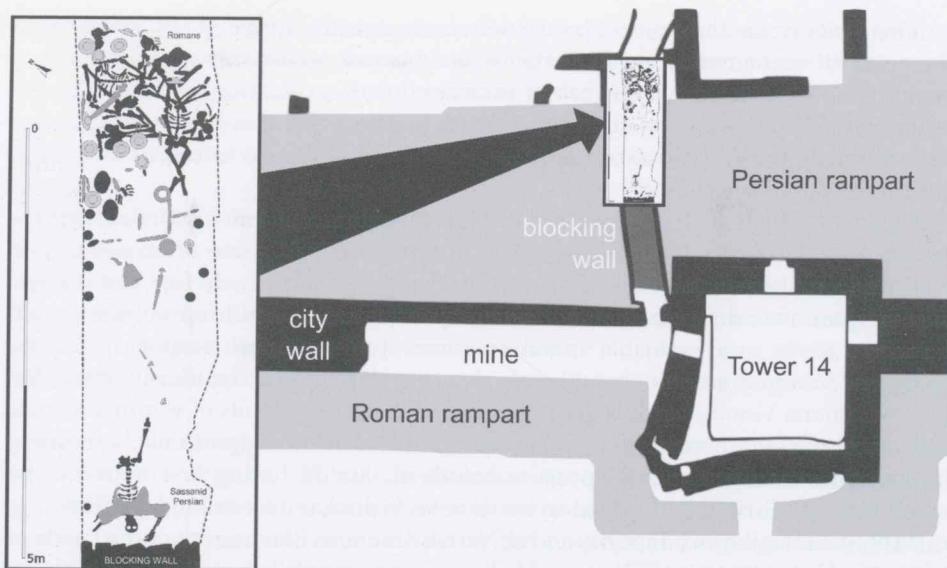 Romans
0
Sassanid
Persian
BLOCKING WALL
5m
Persian rampart
blocking
wall
city
wall
mine
Tower 14
Roman rampart